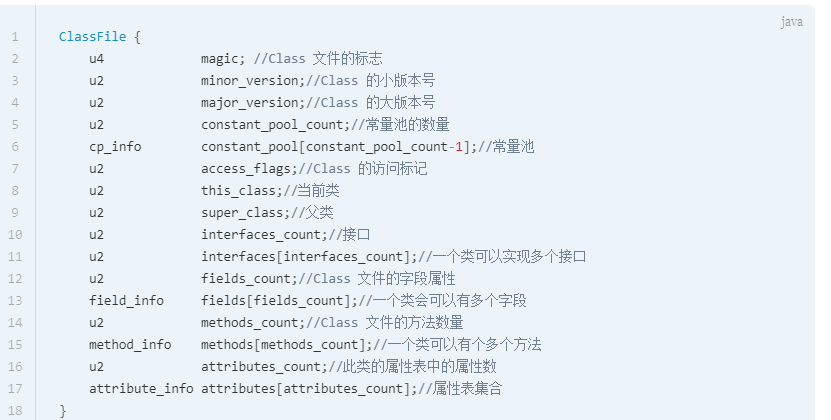 java
1 ClassFile {
2 u4 magic; //Class 文件的标志
3 u2 minor_version;//Class 的小版本号
4 u2 major_version;//Class 的大版本号
5 u2 constant_pool_count;//常量池的数量
6 cp_info constant_pool[constant_pool_count-1];//常量池
7 u2 access_flags;//Class 的访问标记
8 u2 this_class;//当前类
9 u2 super_class;//父类
10 u2 interfaces_count;//接口
11 u2 interfaces[interfaces_count];//一个类可以实现多个接口
12 u2 fields_count;//Class 文件的字段属性
13 field_info fields[fields_count];//一个类会可以有多个字段
14 u2 methods_count;//Class 文件的方法数量
15 method_info methods[methods_count];//一个类可以有个多个方法
16 u2 attributes_count;//此类的属性表中的属性数
17 attribute_info attributes[attributes_count];//属性表集合
18 }